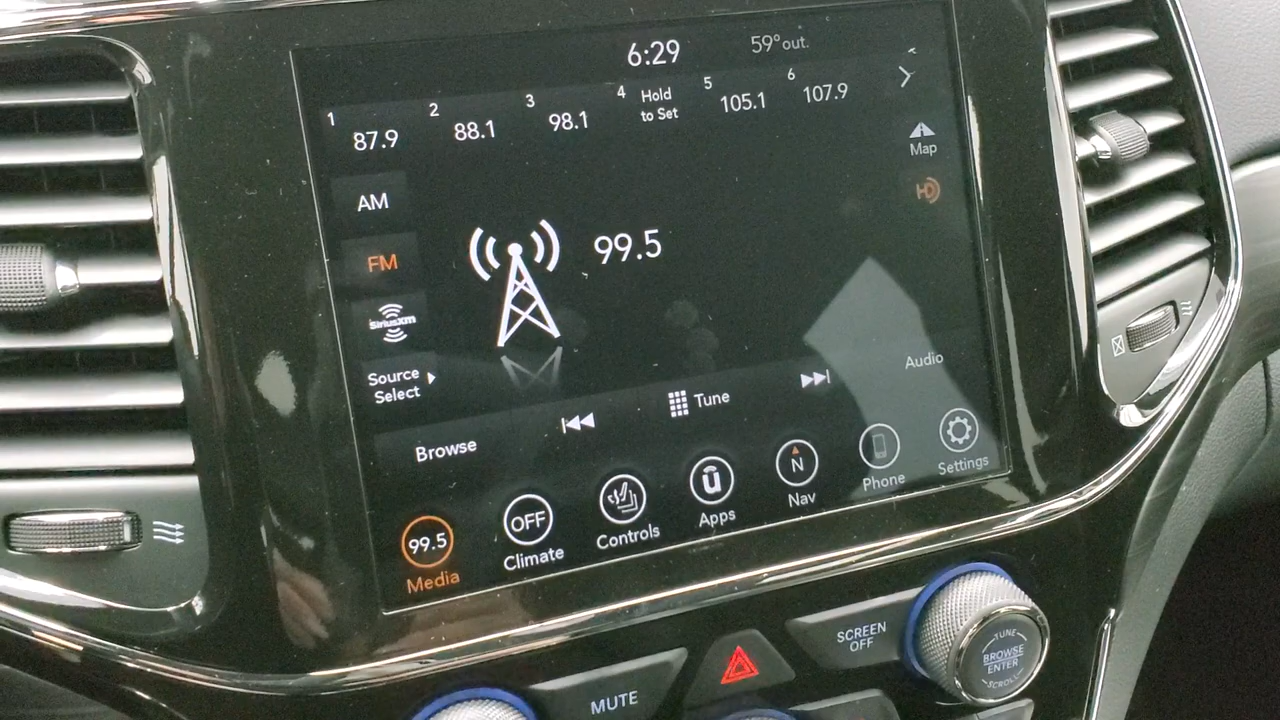 6:29
59° out.
1
87.9
2
88.1
3
98.1
4
Hold
to Set
5
105.1
6
107.9
Map
AM
HD
FM
99.5
SiriusXM
Source
Select
Audio
Browse
Tune
99.5
Media
OFF
Climate
Controls
ū
Apps
N
Nav
Phone
Settings
MUTE
SCREEN
OFF
TUNE
BROWSE
ENTER
SCROLL